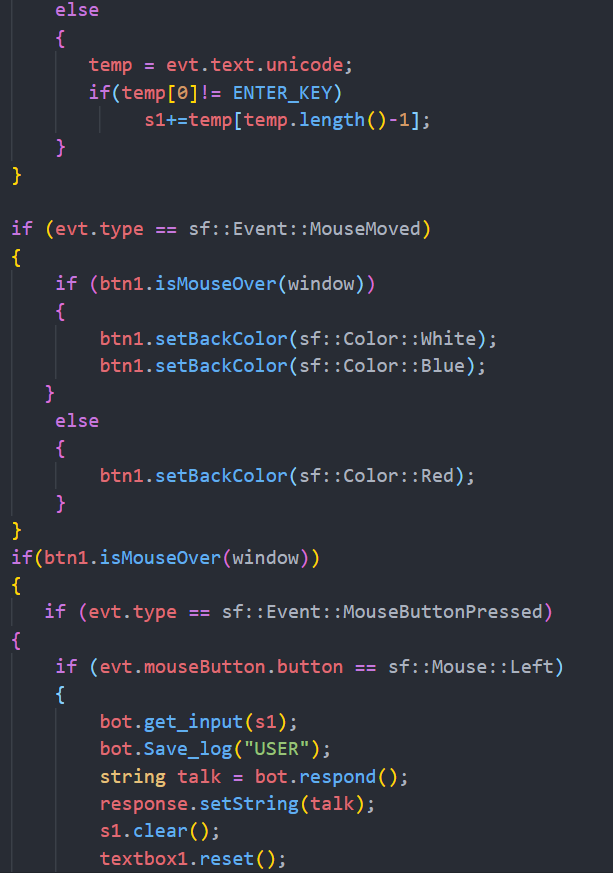 else
{
temp = evt.text.unicode;
if(temp[0]!= ENTER_KEY)
s1+=temp[temp.length()-1];
}
}
if (evt.type == sf::Event::MouseMoved)
{
if (btn1.isMouseOver(window))
{
btn1.setBackColor(sf::Color::White);
btn1.setBackColor(sf::Color::Blue);
}
else
{
btn1.setBackColor(sf::Color::Red);
}
}
if(btn1.isMouseOver(window))
{
if (evt.type == sf::Event::MouseButtonPressed)
{
if (evt.mouseButton.button == sf::Mouse::Left)
{
bot.get_input(s1);
bot.Save_log("USER");
string talk = bot.respond();
response.setString(talk);
s1.clear();
textbox1.reset();